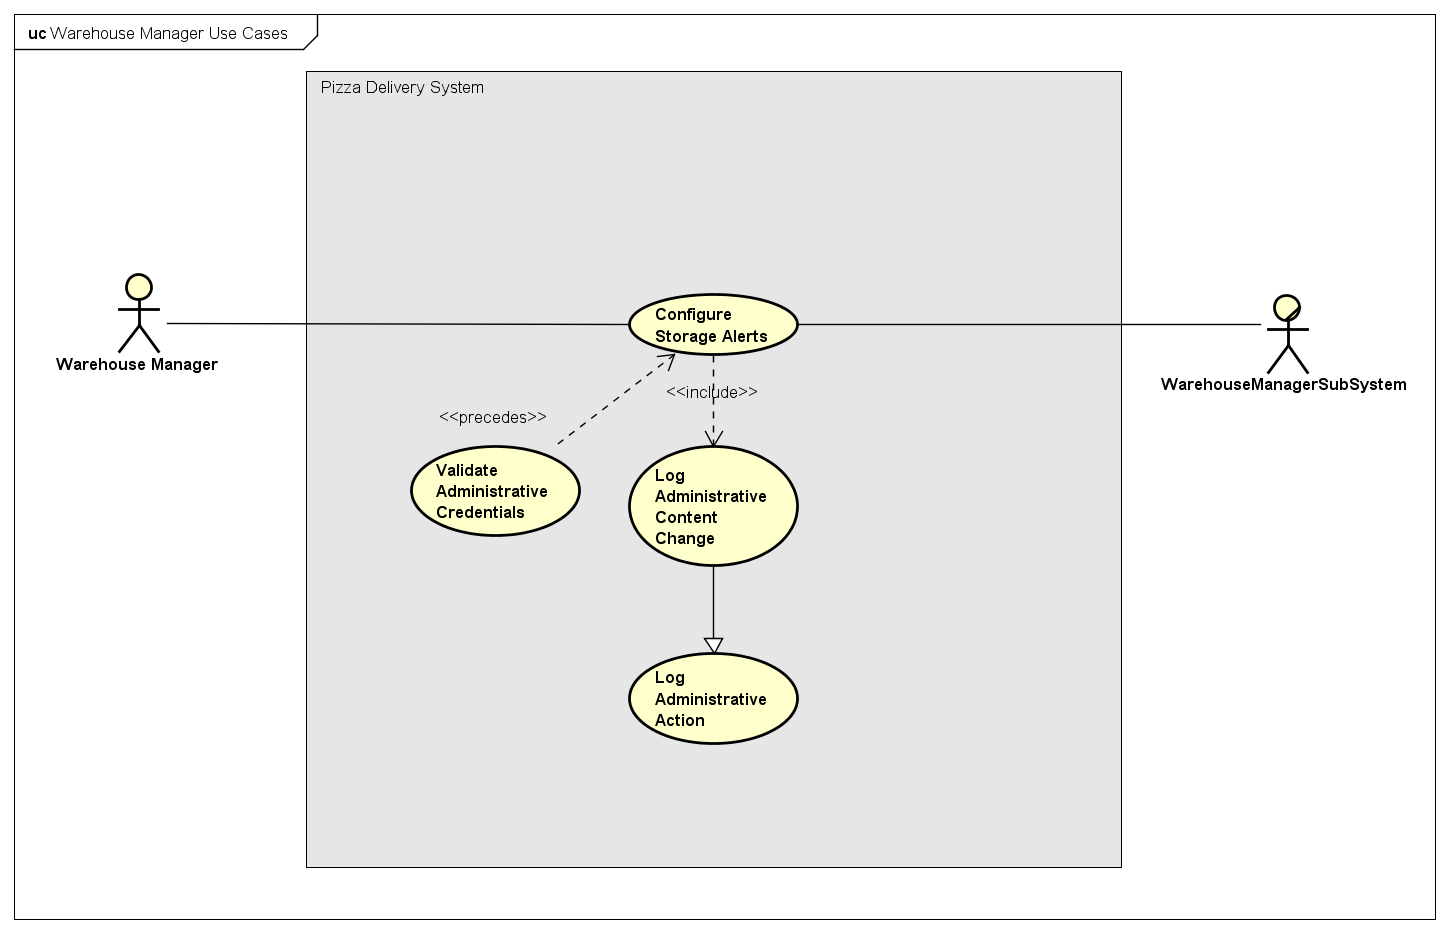 uc Warehouse Manager Use Cases
Pizza Delivery System
Configure
Storage Alerts
Warehouse Manager
WarehouseManagerSubSystem
<<include>>
<<precedes>>
Validate
Administrative
Credentials
Log
Administrative
Content
Change
Log
Administrative
Action